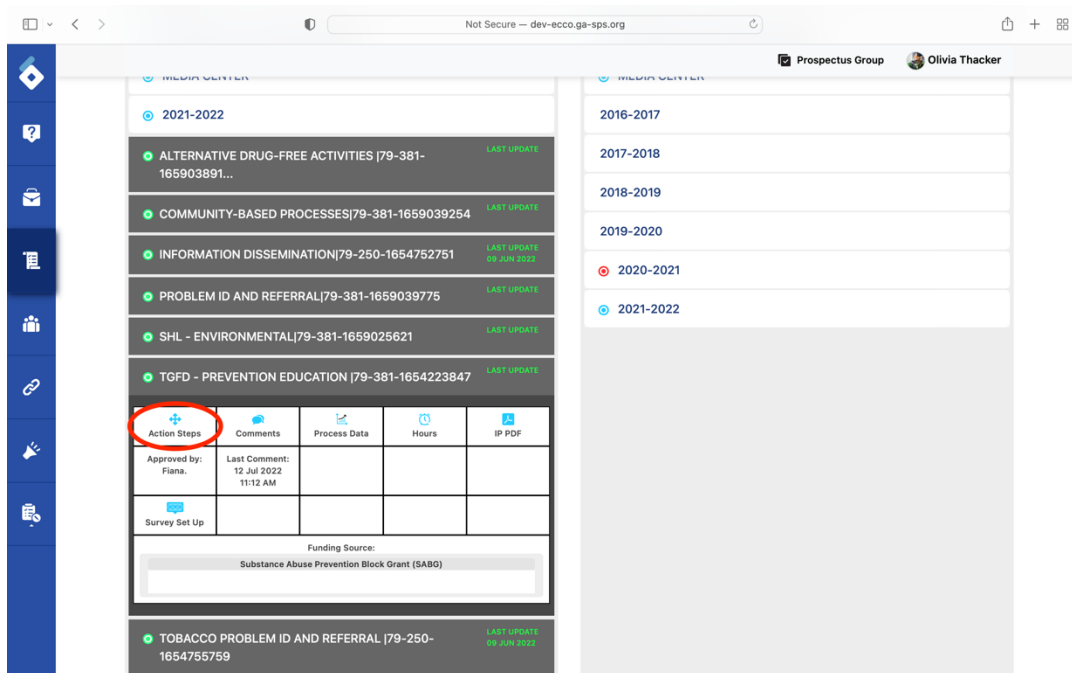 Not Secure — dev-ecco.ga-sps.org
Prospectus Group
Olivia Thacker
MEDIA CENTER
2021-2022
ALTERNATIVE DRUG-FREE ACTIVITIES |79-381-
165903891...
LAST UPDATE
COMMUNITY-BASED PROCESSES|79-381-1659039254
LAST UPDATE
INFORMATION DISSEMINATION|79-250-1654752751
LAST UPDATE
09 JUN 2022
PROBLEM ID AND REFERRAL|79-381-1659039775
LAST UPDATE
SHL - ENVIRONMENTAL|79-381-1659025621
LAST UPDATE
TGFD - PREVENTION EDUCATION |79-381-1654223847
LAST UPDATE
Action Steps
Comments
Process Data
Hours
IP PDF
Approved by:
Fiana.
Last Comment:
12 Jul 2022
11:12 AM
Survey Set Up
Funding Source:
Substance Abuse Prevention Block Grant (SABG)
TOBACCO PROBLEM ID AND REFERRAL |79-250-
1654755759
LAST UPDATE
09 JUN 2022
MEDIA CENTER
2016-2017
2017-2018
2018-2019
2019-2020
2020-2021
2021-2022